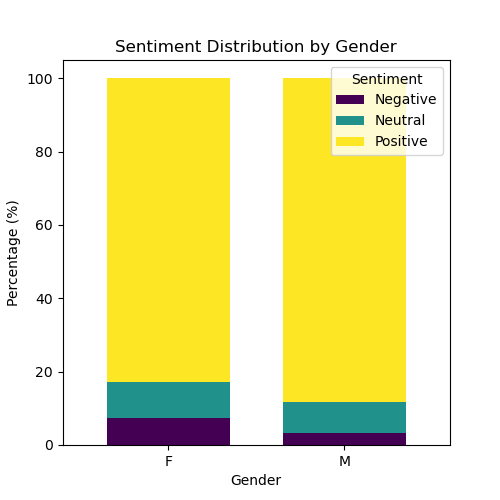 Sentiment Distribution by Gender
Sentiment
Negative
Neutral
Positive
Percentage (%)
100
80
60
40
20
0
F
M
Gender